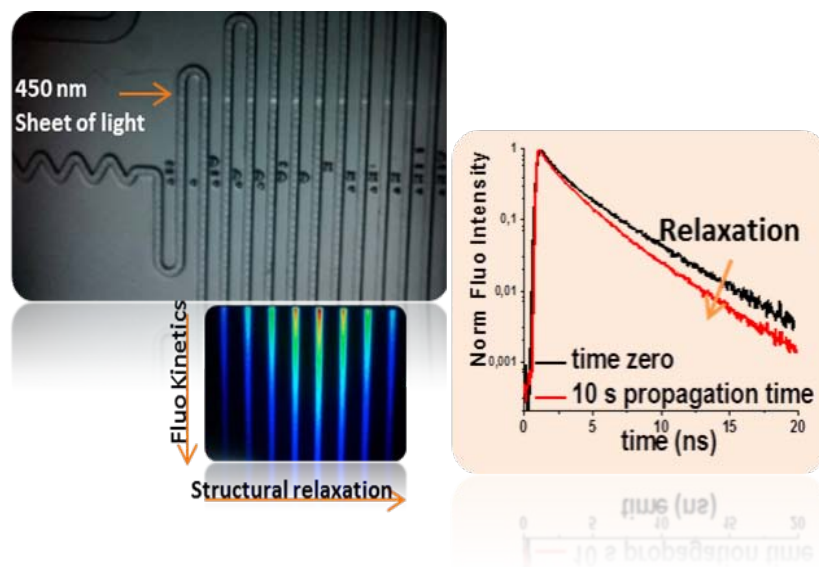 450 nm
Sheet of light
Fluo Kinetics
Structural relaxation
Norm Fluo Intensity
1
0,1
0,01
0,001
Relaxation
time zero
10 s propagation time
0 5 10 15 20
time (ns)